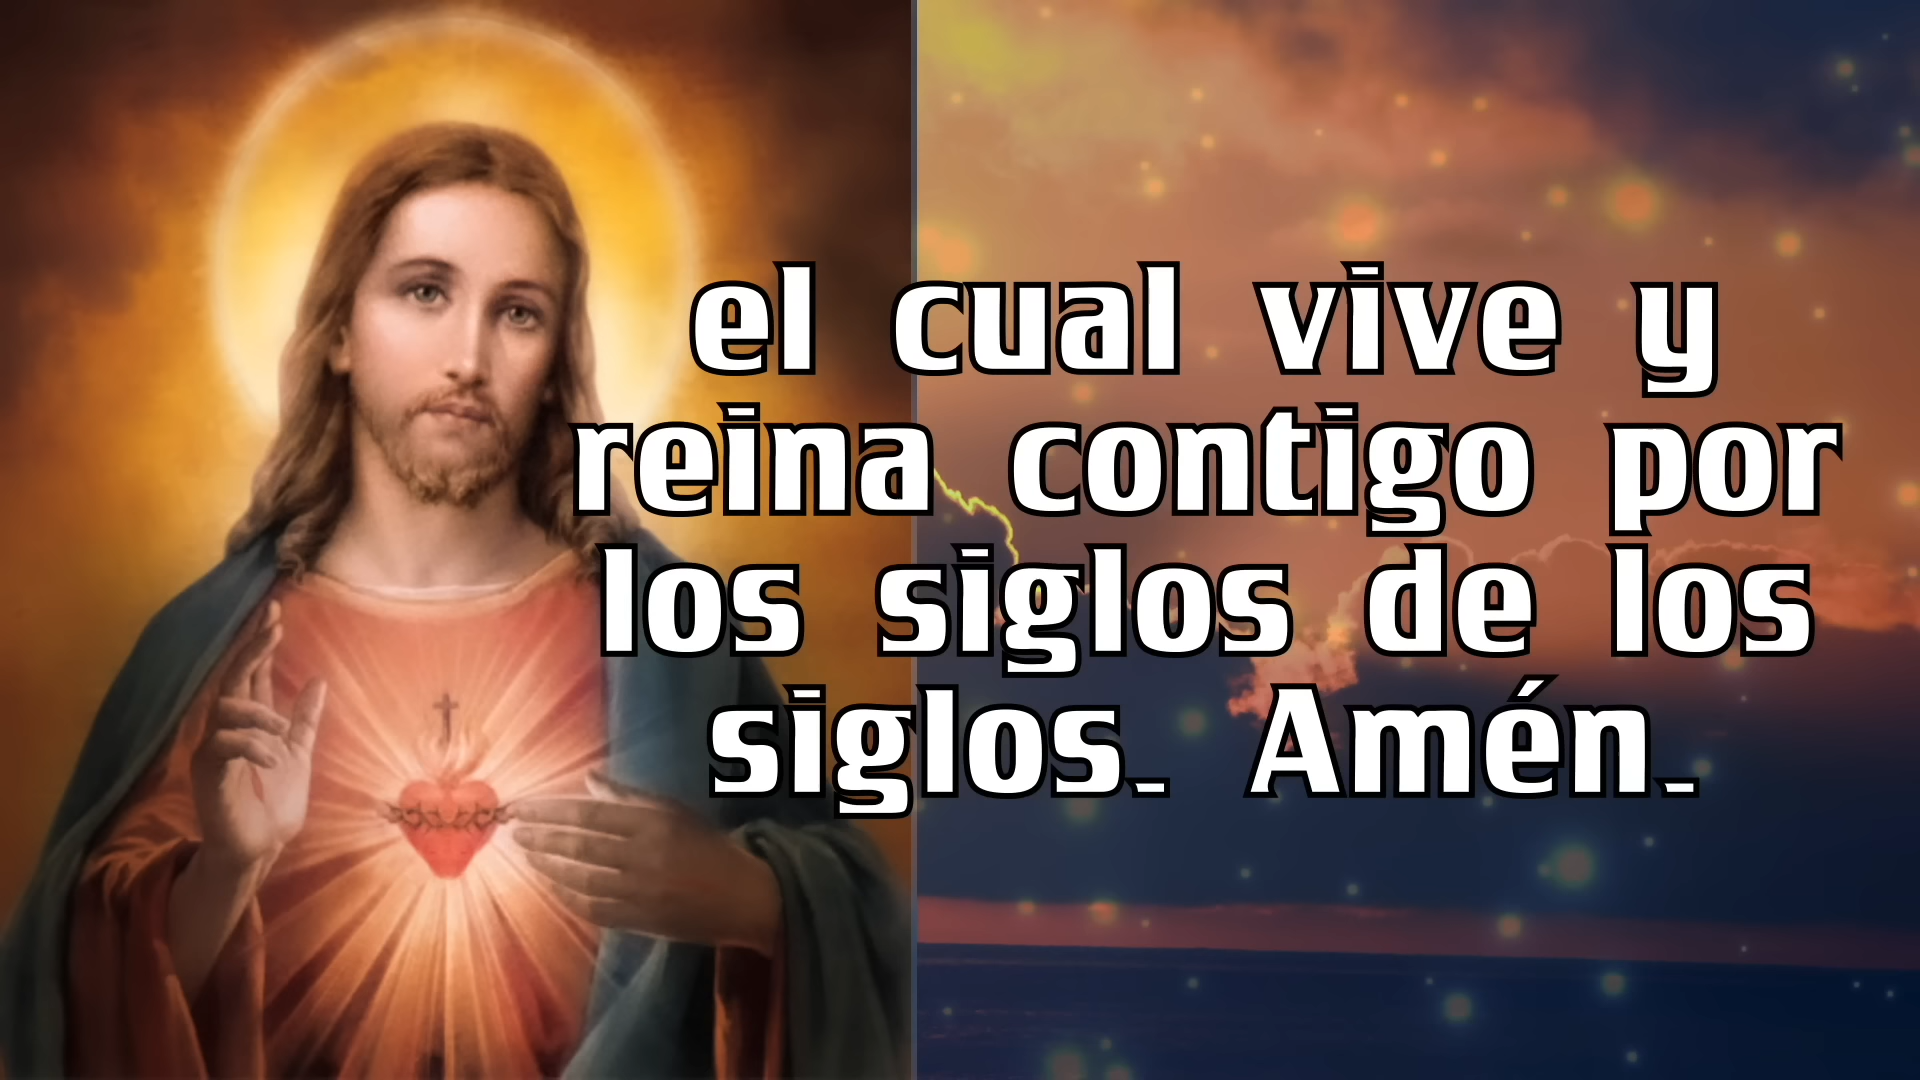 el cual vive y
reina contigo por
los siglos de los
siglos. Amén.